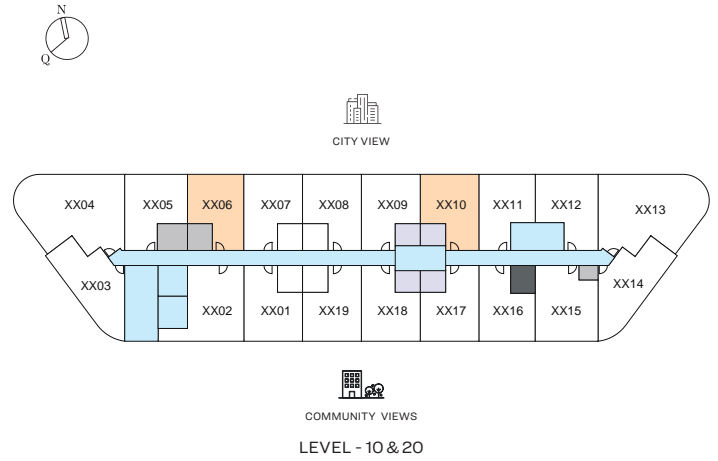 N
Q
CITY VIEW
XX04 XX05 XX06 XX07 XX08 XX09 XX10 XX11 XX12 XX13
XX03 XX14
XX02 XX01 XX19 XX18 XX17 XX16 XX15
COMMUNITY VIEWS
LEVEL - 10 & 20